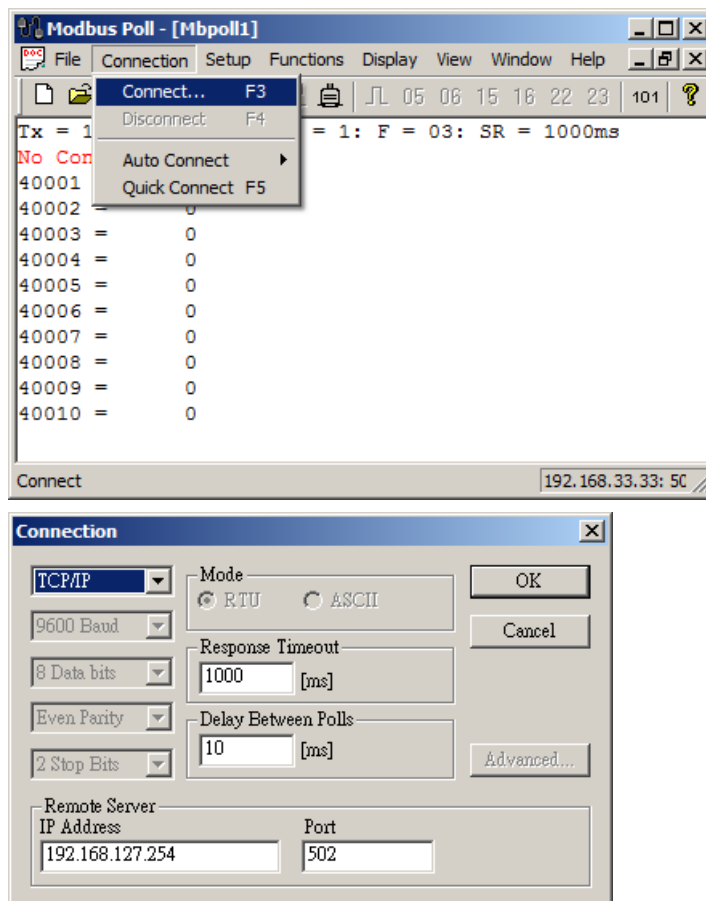 Modbus Poll - [Mbpoll1]
File Connection Setup Functions Display View Window Help
Connect... F3
Disconnect F4
Auto Connect
Quick Connect F5
05 06 15 16 22 23 101
Tx = 1 = 1: F = 03: SR = 1000ms
No Con
40001
40002 = 0
40003 = 0
40004 = 0
40005 = 0
40006 = 0
40007 = 0
40008 = 0
40009 = 0
40010 = 0
Connect 192.168.33.33: 50
Connection
TCP/IP
9600 Baud
8 Data bits
Even Parity
2 Stop Bits
Mode
RTU ASCII
Response Timeout
1000 [ms]
Delay Between Polls
10 [ms]
OK
Cancel
Advanced...
Remote Server
IP Address Port
192.168.127.254 502